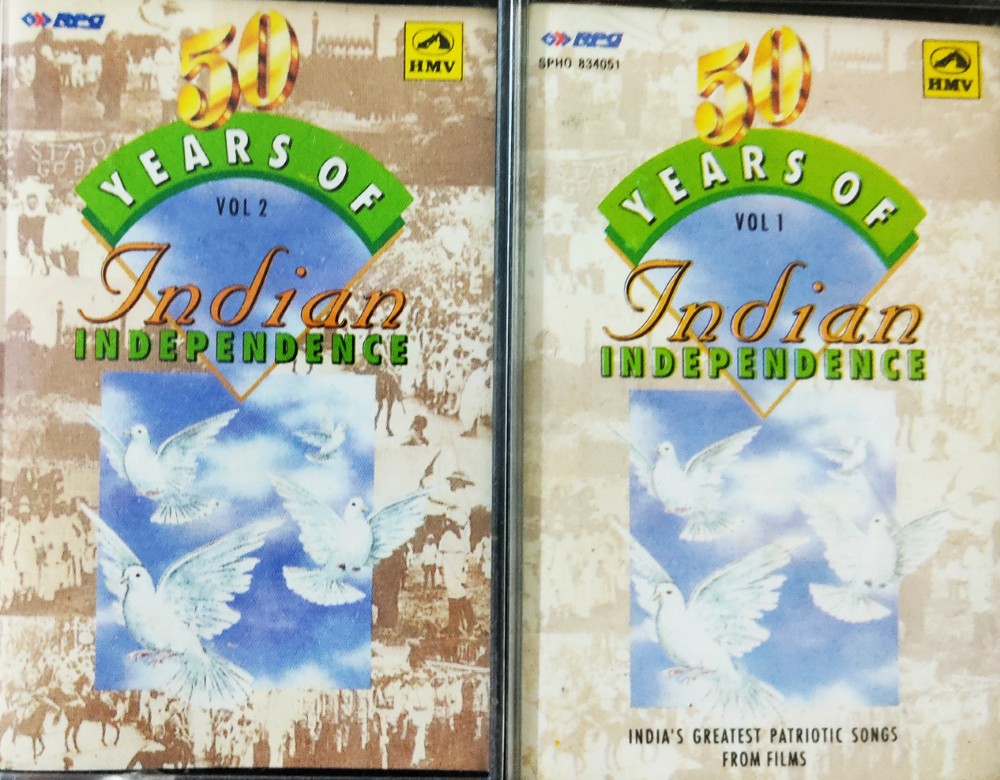 RPG
HMV
50
YEARS OF
VOL 2
Indian
INDEPENDENCE
RPG
SPHO 834051
HMV
50
YEARS OF
VOL 1
Indian
INDEPENDENCE
INDIA'S GREATEST PATRIOTIC SONGS
FROM FILMS